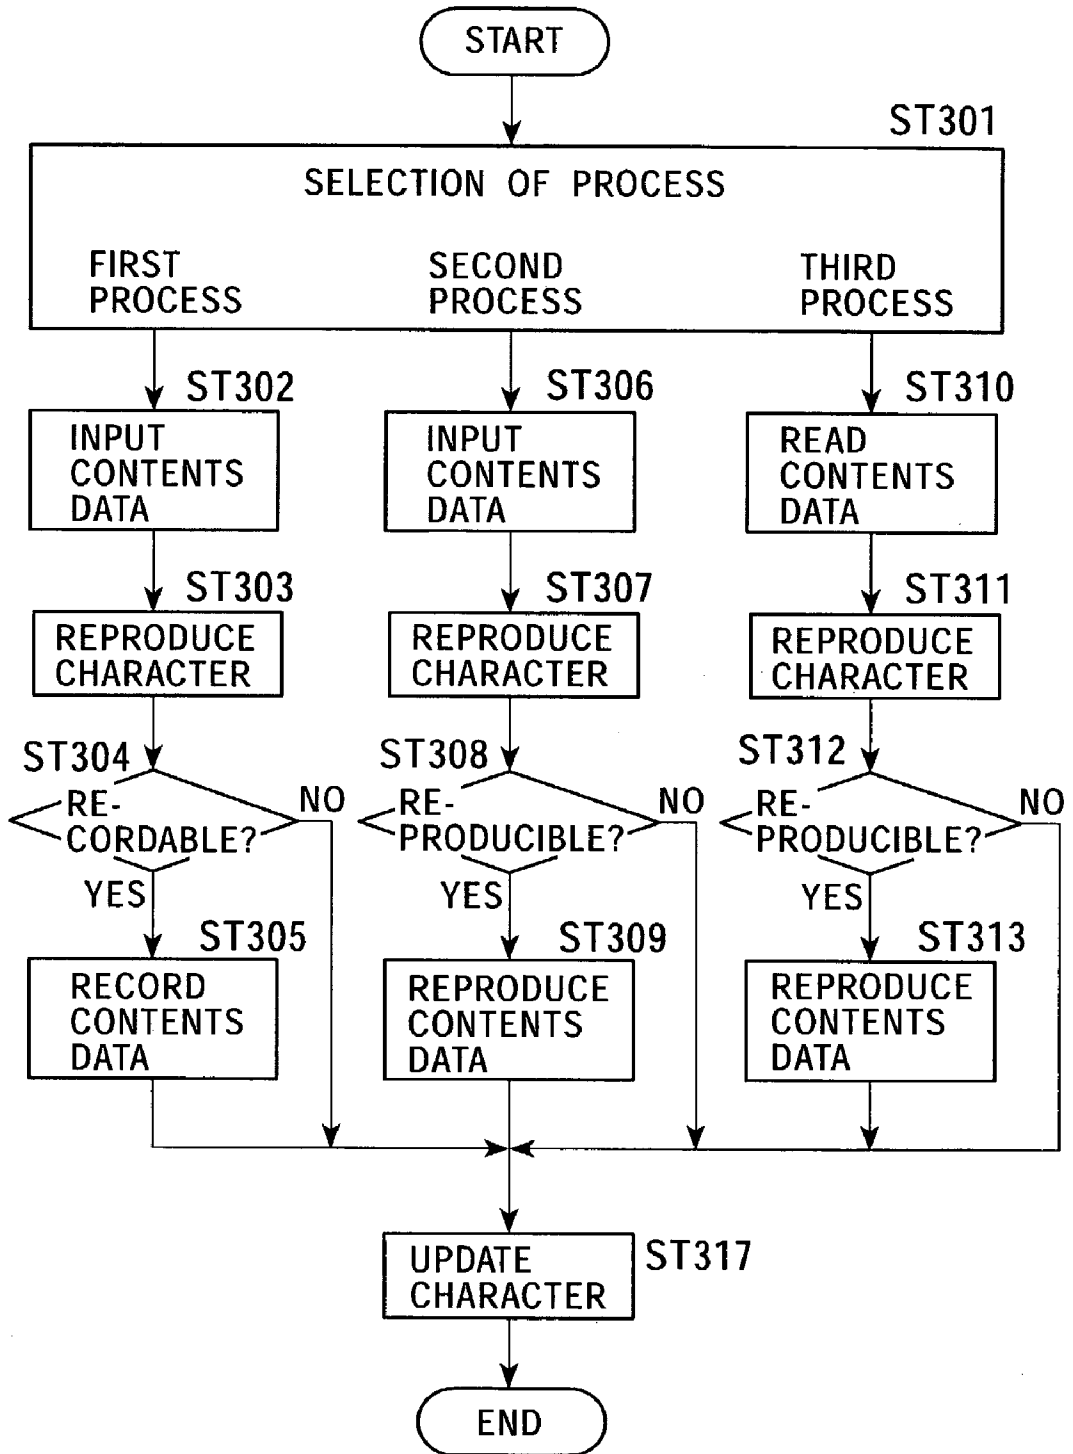 START
ST301
SELECTION OF PROCESS
FIRST
PROCESS
SECOND
PROCESS
THIRD
PROCESS
ST302
INPUT
CONTENTS
DATA
ST303
REPRODUCE
CHARACTER
ST304
RE-
CORDABLE?
NO
YES
ST305
RECORD
CONTENTS
DATA
ST306
INPUT
CONTENTS
DATA
ST307
REPRODUCE
CHARACTER
ST308
RE-
PRODUCIBLE?
NO
YES
ST309
REPRODUCE
CONTENTS
DATA
ST310
READ
CONTENTS
DATA
ST311
REPRODUCE
CHARACTER
ST312
RE-
PRODUCIBLE?
NO
YES
ST313
REPRODUCE
CONTENTS
DATA
UPDATE
CHARACTER
ST317
END